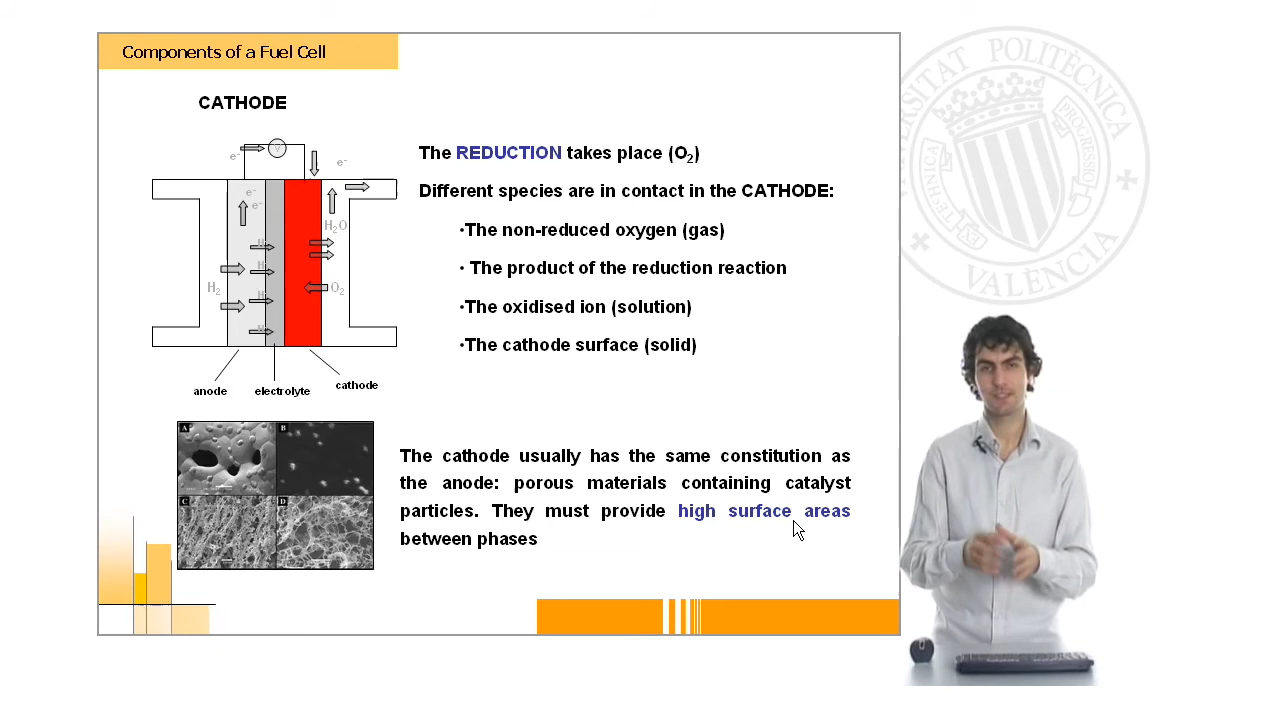 Components of a Fuel Cell
CATHODE
e-
V
e-
e-
e-
H2O
H
H
H2
O2
H
H
anode
electrolyte
cathode
The REDUCTION takes place (O2)
Different species are in contact in the CATHODE:
·The non-reduced oxygen (gas)
· The product of the reduction reaction
·The oxidised ion (solution)
·The cathode surface (solid)
A
B
C
D
The cathode usually has the same constitution as
the anode: porous materials containing catalyst
particles. They must provide high surface areas
between phases
UNIVERSITAT POLITÈCNICA
DE VALÈNCIA